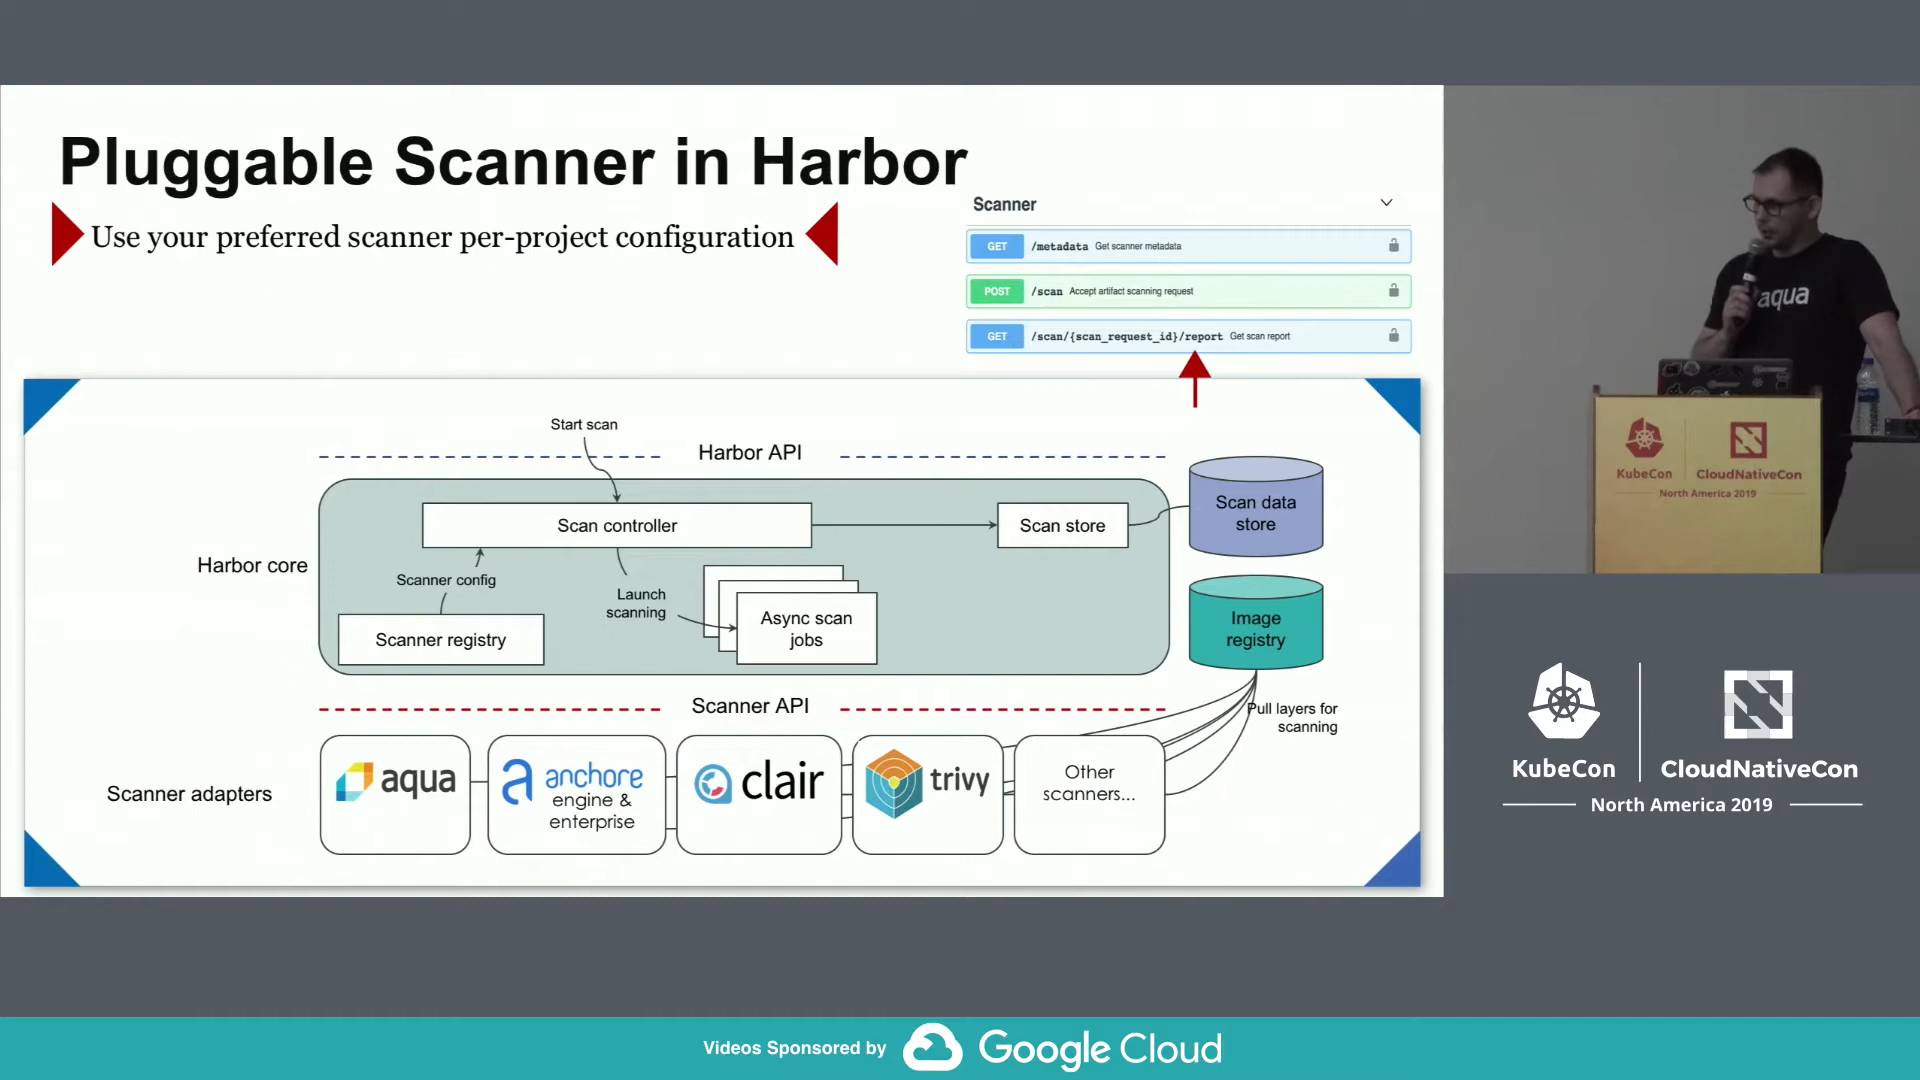 Pluggable Scanner in Harbor
Use your preferred scanner per-project configuration
Scanner
GET /metadata Get scanner metadata
POST /scan Accept artifact scanning request
GET /scan/{scan_request_id}/report Get scan report
Start scan
Harbor API
Harbor core
Scan controller
Scan store
Scan data
store
Scanner config
Launch
scanning
Async scan
jobs
Scanner registry
Image
registry
Scanner API
Pull layers for
scanning
Scanner adapters
aqua
anchore
engine &
enterprise
clair
trivy
Other
scanners...
aqua
KubeCon
CloudNativeCon
North America 2019
KubeCon
CloudNativeCon
North America 2019
Videos Sponsored by
Google Cloud